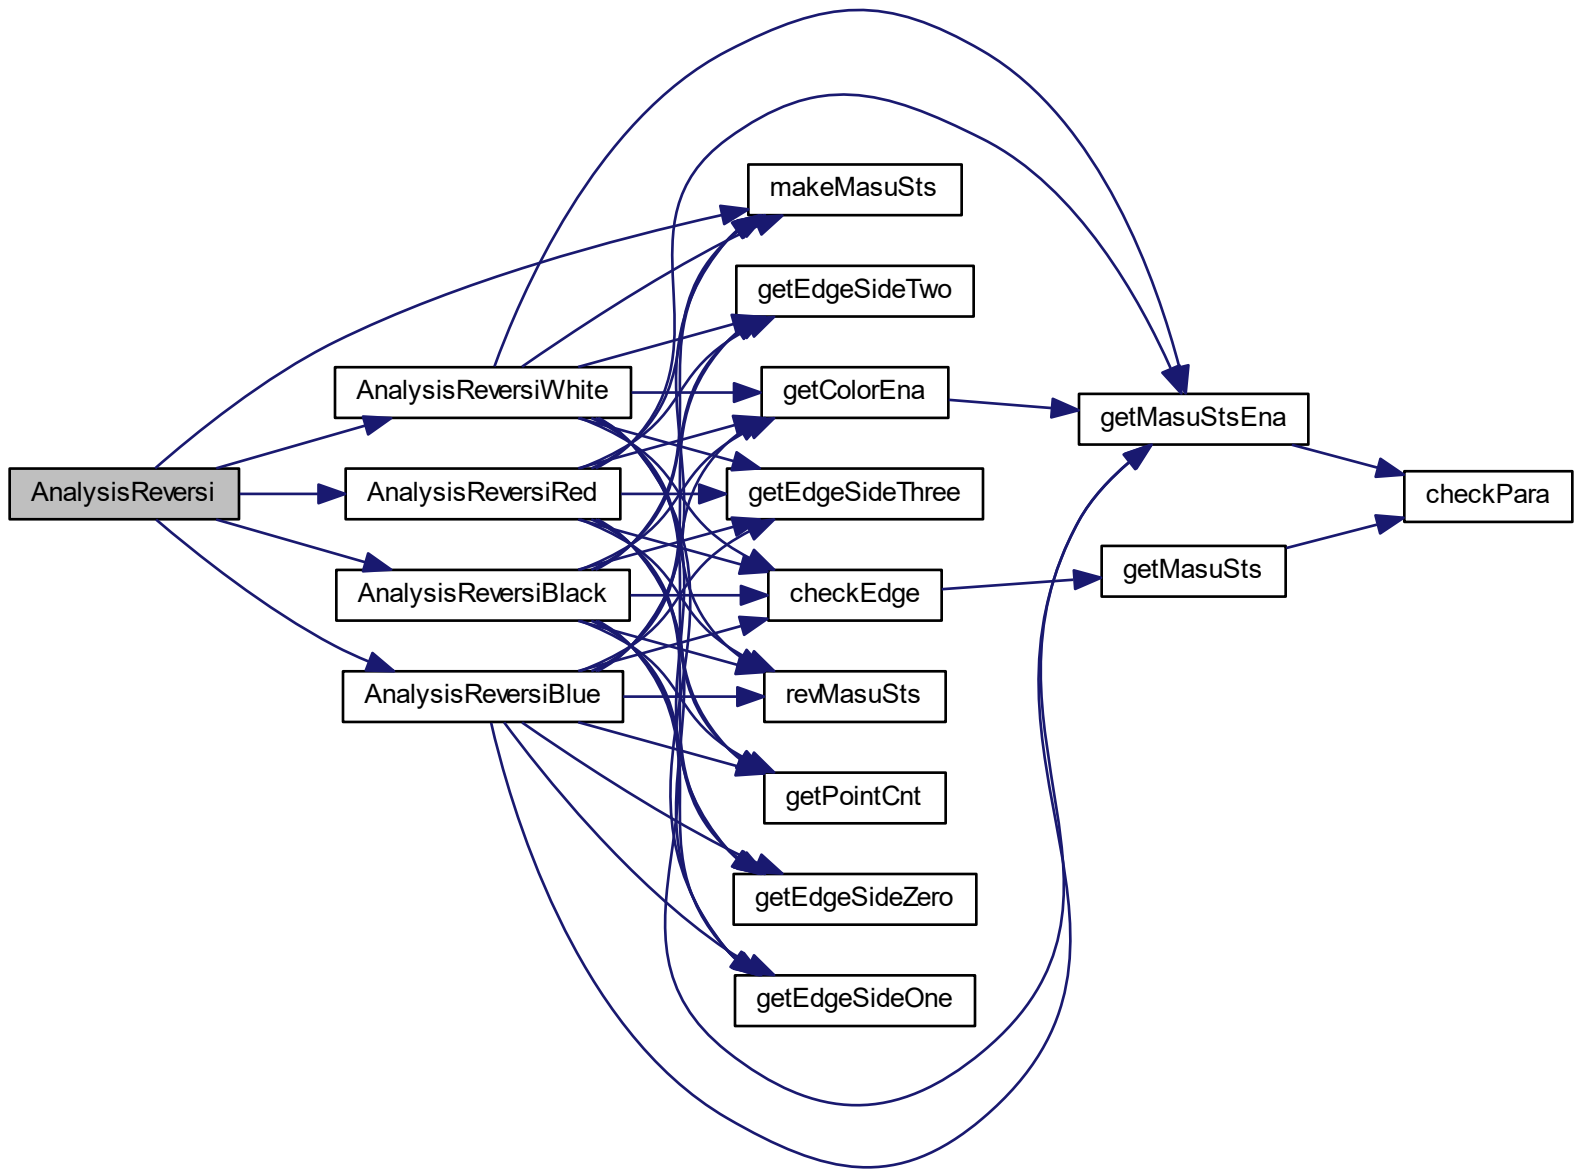 AnalysisReversi
AnalysisReversiWhite
AnalysisReversiRed
AnalysisReversiBlack
AnalysisReversiBlue
makeMasuSts
getEdgeSideTwo
getColorEna
getEdgeSideThree
checkEdge
revMasuSts
getPointCnt
getEdgeSideZero
getEdgeSideOne
getMasuStsEna
getMasuSts
checkPara